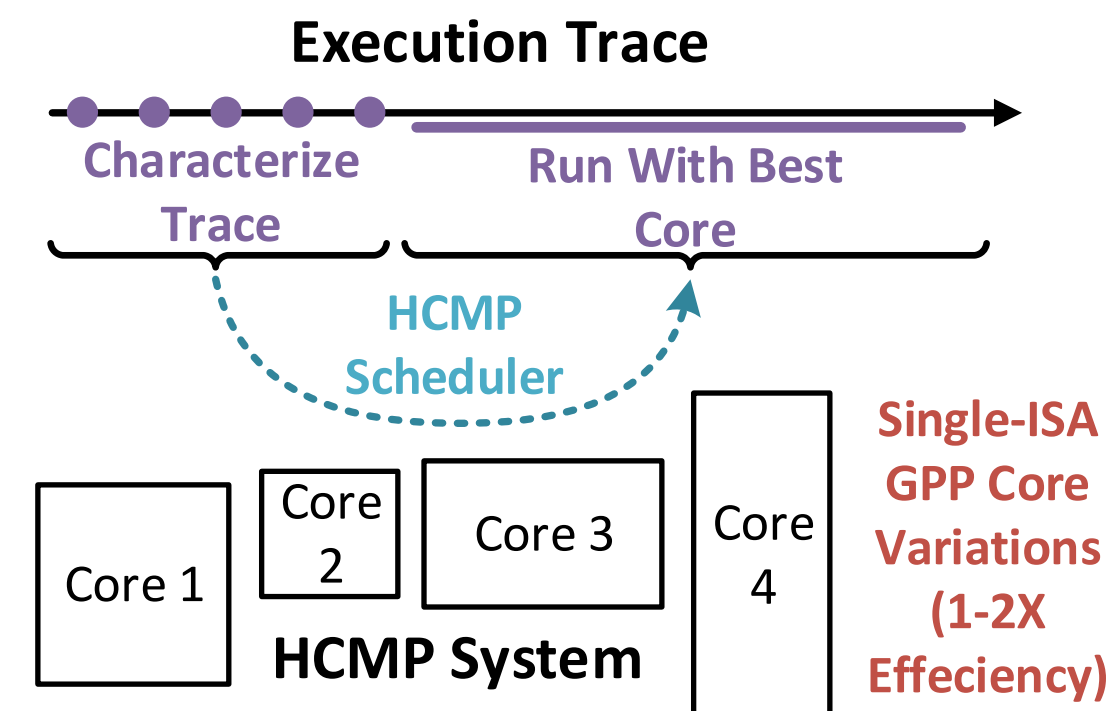 Execution Trace
Characterize
Trace
Run With Best
Core
HCMP
Scheduler
Core 1
Core
2
Core 3
Core
4
HCMP System
Single-ISA
GPP Core
Variations
(1-2X
Effeciency)